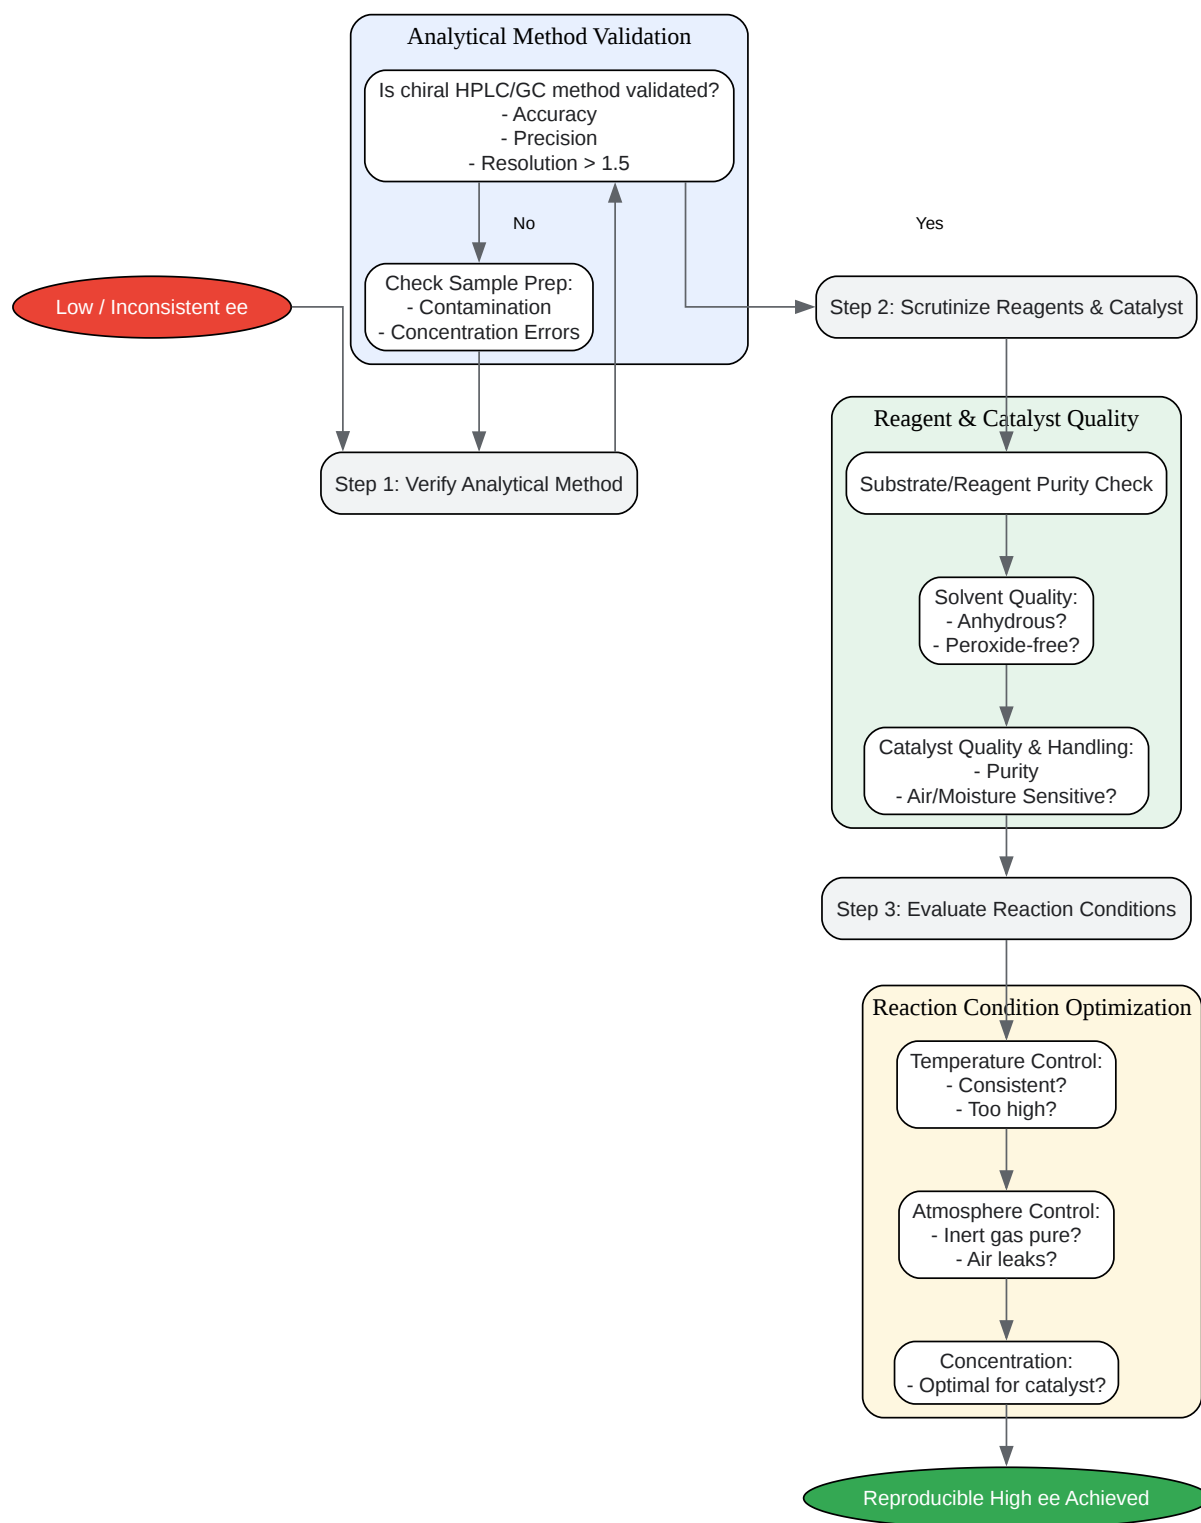 Analytical Method Validation
Is chiral HPLC/GC method validated?
- Accuracy
- Precision
- Resolution > 1.5
No
Yes
Check Sample Prep:
- Contamination
- Concentration Errors
Low / Inconsistent ee
Step 2: Scrutinize Reagents & Catalyst
Step 1: Verify Analytical Method
Reagent & Catalyst Quality
Substrate/Reagent Purity Check
Solvent Quality:
- Anhydrous?
- Peroxide-free?
Catalyst Quality & Handling:
- Purity
- Air/Moisture Sensitive?
Step 3: Evaluate Reaction Conditions
Reaction Condition Optimization
Temperature Control:
- Consistent?
- Too high?
Atmosphere Control:
- Inert gas pure?
- Air leaks?
Concentration:
- Optimal for catalyst?
Reproducible High ee Achieved